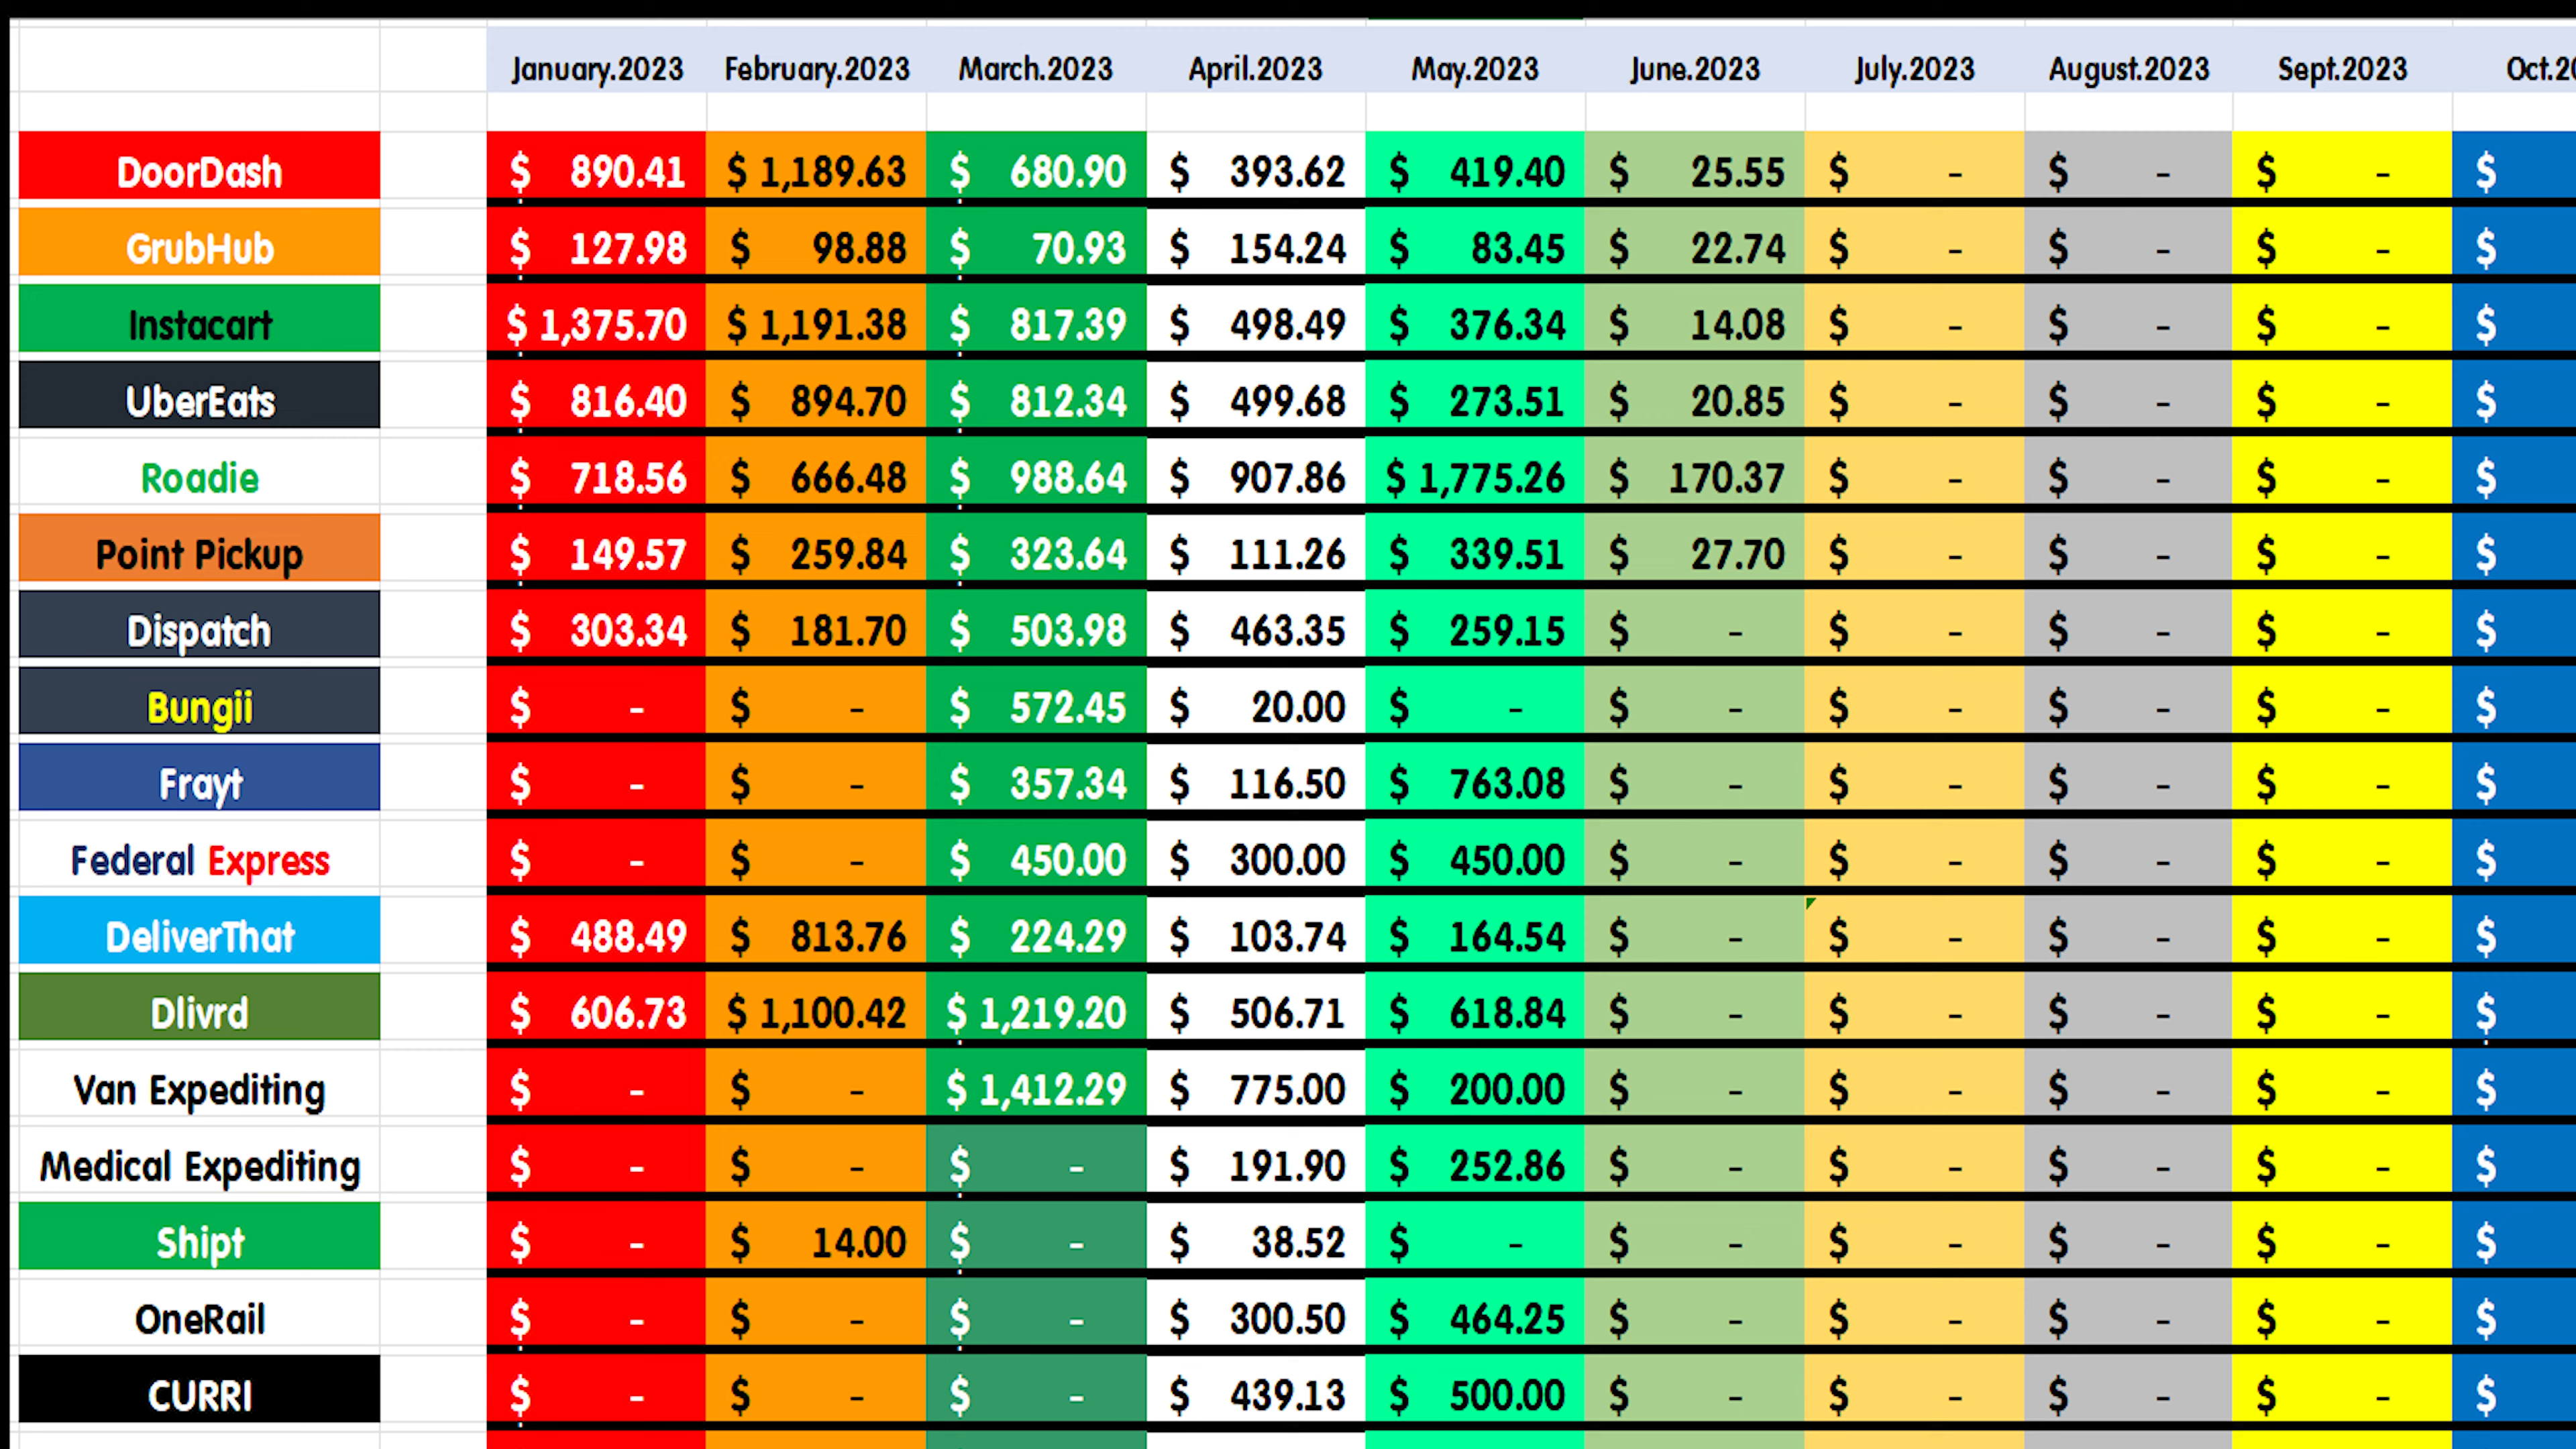 January.2023 February.2023 March.2023 April.2023 May.2023 June.2023 July.2023 August.2023 Sept.2023
DoorDash $ 890.41 $ 1,189.63 $ 680.90 $ 393.62 $ 419.40 $ 25.55 $ - $ - $ - $
GrubHub $ 127.98 $ 98.88 $ 70.93 $ 154.24 $ 83.45 $ 22.74 $ - $ - $ - $
Instacart $ 1,375.70 $ 1,191.38 $ 817.39 $ 498.49 $ 376.34 $ 14.08 $ - $ - $ - $
UberEats $ 816.40 $ 894.70 $ 812.34 $ 499.68 $ 273.51 $ 20.85 $ - $ - $ - $
Roadie $ 718.56 $ 666.48 $ 988.64 $ 907.86 $ 1,775.26 $ 170.37 $ - $ - $ - $
Point Pickup $ 149.57 $ 259.84 $ 323.64 $ 111.26 $ 339.51 $ 27.70 $ - $ - $ - $
Dispatch $ 303.34 $ 181.70 $ 503.98 $ 463.35 $ 259.15 $ - $ - $ - $ - $
Bungii $ - $ - $ 572.45 $ 20.00 $ - $ - $ - $ - $ - $
Frayt $ - $ - $ 357.34 $ 116.50 $ 763.08 $ - $ - $ - $ - $
Federal Express $ - $ - $ 450.00 $ 300.00 $ 450.00 $ - $ - $ - $ - $
DeliverThat $ 488.49 $ 813.76 $ 224.29 $ 103.74 $ 164.54 $ - $ - $ - $ - $
Dlivrd $ 606.73 $ 1,100.42 $ 1,219.20 $ 506.71 $ 618.84 $ - $ - $ - $ - $
Van Expediting $ - $ - $ 1,412.29 $ 775.00 $ 200.00 $ - $ - $ - $ - $
Medical Expediting $ - $ - $ - $ 191.90 $ 252.86 $ - $ - $ - $ - $
Shipt $ - $ 14.00 $ - $ 38.52 $ - $ - $ - $ - $ - $
OneRail $ - $ - $ - $ 300.50 $ 464.25 $ - $ - $ - $ - $
CURRI $ - $ - $ - $ 439.13 $ 500.00 $ - $ - $ - $ - $